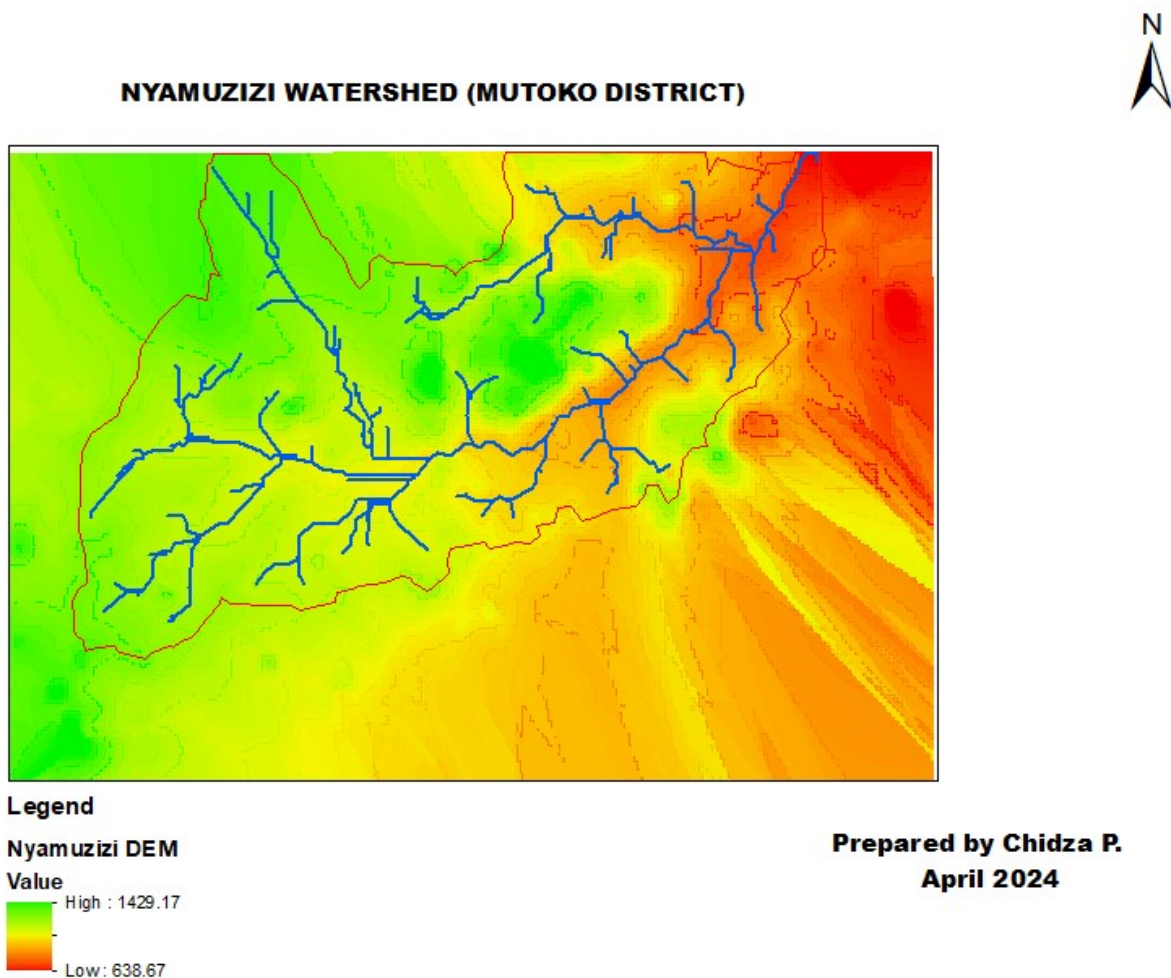 N
NYAMUZIZI WATERSHED (MUTOKO DISTRICT)
Legend
Nyamuzizi DEM
Value
High : 1429.17
Low : 638.67
Prepared by Chidza P.
April 2024